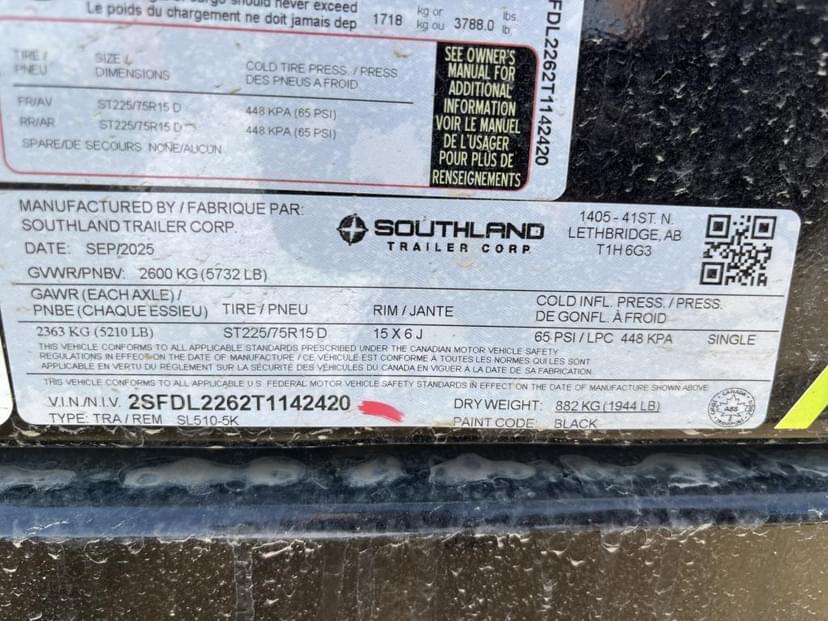 should never exceed
Le poids du chargement ne doit jamais dep 1718 kg or kg ou 3788.0 lbs. lb.
TIRE / PNEU SIZE / DIMENSIONS COLD TIRE PRESS. / PRESS DES PNEUS A FROID
FR/AV ST225/75R15 D 448 KPA (65 PSI)
RR/AR ST225/75R15 D 448 KPA (65 PSI)
SPARE/DE SECOURS NONE/AUCUN
SEE OWNER'S
MANUAL FOR
ADDITIONAL
INFORMATION
VOIR LE MANUEL
DE L'USAGER
POUR PLUS DE
RENSEIGNEMENTS
FDL2262T1142420
MANUFACTURED BY / FABRIQUE PAR:
SOUTHLAND TRAILER CORP.
DATE: SEP/2025
GVWR/PNBV: 2600 KG (5732 LB)
SOUTHLAND
TRAILER CORP
1405 - 41ST. N.
LETHBRIDGE, AB
T1H 6G3
GAWR (EACH AXLE) /
PNBE (CHAQUE ESSIEU) TIRE / PNEU RIM / JANTE COLD INFL. PRESS. / PRESS.
DE GONFL. À FROID
2363 KG (5210 LB) ST225/75R15 D 15 X 6 J 65 PSI / LPC 448 KPA SINGLE
THIS VEHICLE CONFORMS TO ALL APPLICABLE STANDARDS PRESCRIBED UNDER THE CANADIAN MOTOR VEHICLE SAFETY
REGULATIONS IN EFFECT ON THE DATE OF MANUFACTURE / CE VÉHICULE EST CONFORME A TOUTES LES NORMES QUI LES SONT
APPLICABLE EN VERTU DU RÈGLEMENT SUR LA SÉCURITÉ DES VÉHICULES DU CANADA EN VIGUER À LA DATE DE SA FABRICATION.
THIS VEHICLE CONFORMS TO ALL APPLICABLE U.S. FEDERAL MOTOR VEHICLE SAFETY STANDARDS IN EFFECT ON THE DATE OF MANUFACTURE SHOWN ABOVE
V.I.N./N.I.V. 2SFDL2262T1142420 DRY WEIGHT: 882 KG (1944 LB)
TYPE: TRA / REM SL510-5K PAINT CODE: BLACK